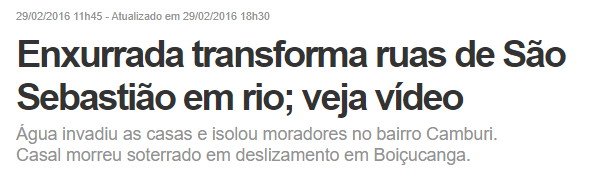 29/02/2016 11h45 - Atualizado em 29/02/2016 18h30
Enxurrada transforma ruas de São
Sebastião em rio; veja vídeo
Água invadiu as casas e isolou moradores no bairro Camburi.
Casal morreu soterrado em deslizamento em Boiçucanga.